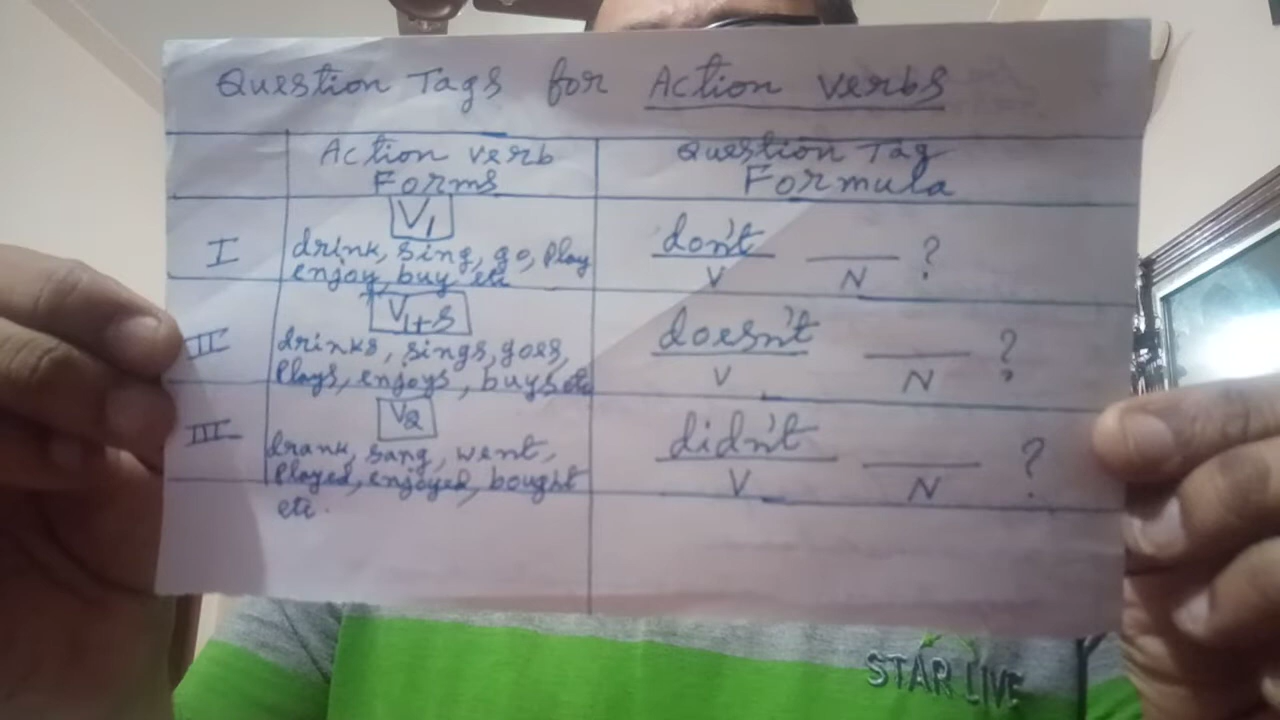 Question Tags for Action verbs
Action verb
Forms
Question Tag
Formula
I
V1
drink, sing, go, Play
enjoy, buy etc
don't ?
V N
II
V1+s
drinks, sings, goes,
Plays, enjoys, buys etc
doesn't ?
V N
III
V2
drank, sang, went,
Played, enjoyed, bought
etc.
didn't ?
V N
STAR LIVE